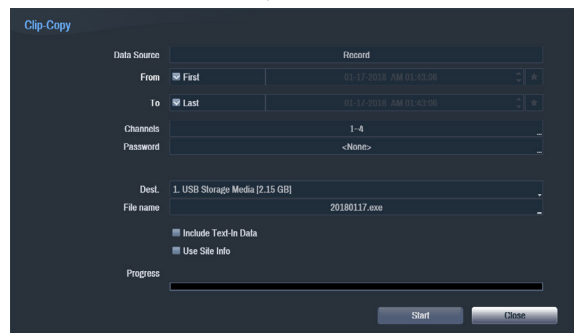 Clip-Copy
Data Source Record
From First 01-17-2018 AM 01:43:06
To Last 01-17-2018 AM 01:43:06
Channels 1~4 ...
Password <None> ...
Dest. 1. USB Storage Media [2.15 GB]
File name 20180117.exe
Include Text-In Data
Use Site Info
Progress
Start Close